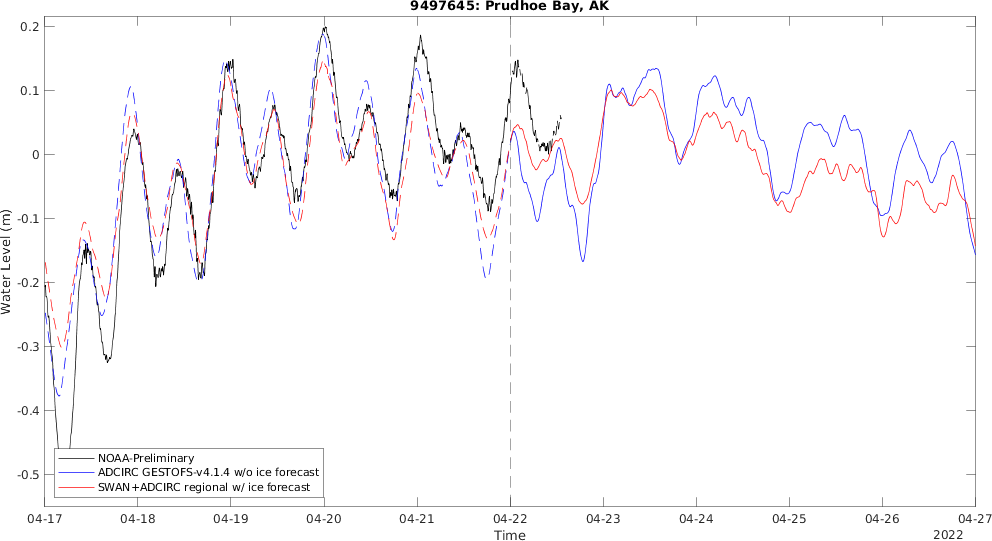 9497645: Prudhoe Bay, AK
Water Level (m)
0.2
0.1
0
-0.1
-0.2
-0.3
-0.4
-0.5
NOAA-Preliminary
ADCIRC GESTOFS-v4.1.4 w/o ice forecast
SWAN+ADCIRC regional w/ ice forecast
04-17 04-18 04-19 04-20 04-21 04-22 04-23 04-24 04-25 04-26 04-27
Time
2022